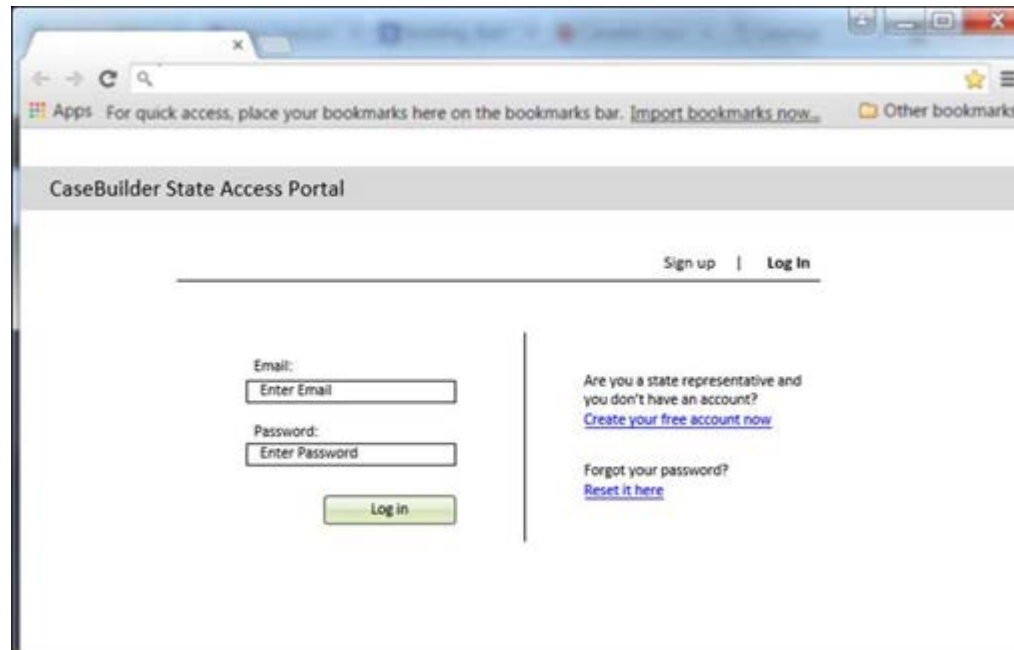 Apps For quick access, place your bookmarks here on the bookmarks bar. Import bookmarks now... Other bookmarks
CaseBuilder State Access Portal
Sign up | Log In
Email:
Enter Email
Password:
Enter Password
Log in
Are you a state representative and
you don't have an account?
Create your free account now
Forgot your password?
Reset it here